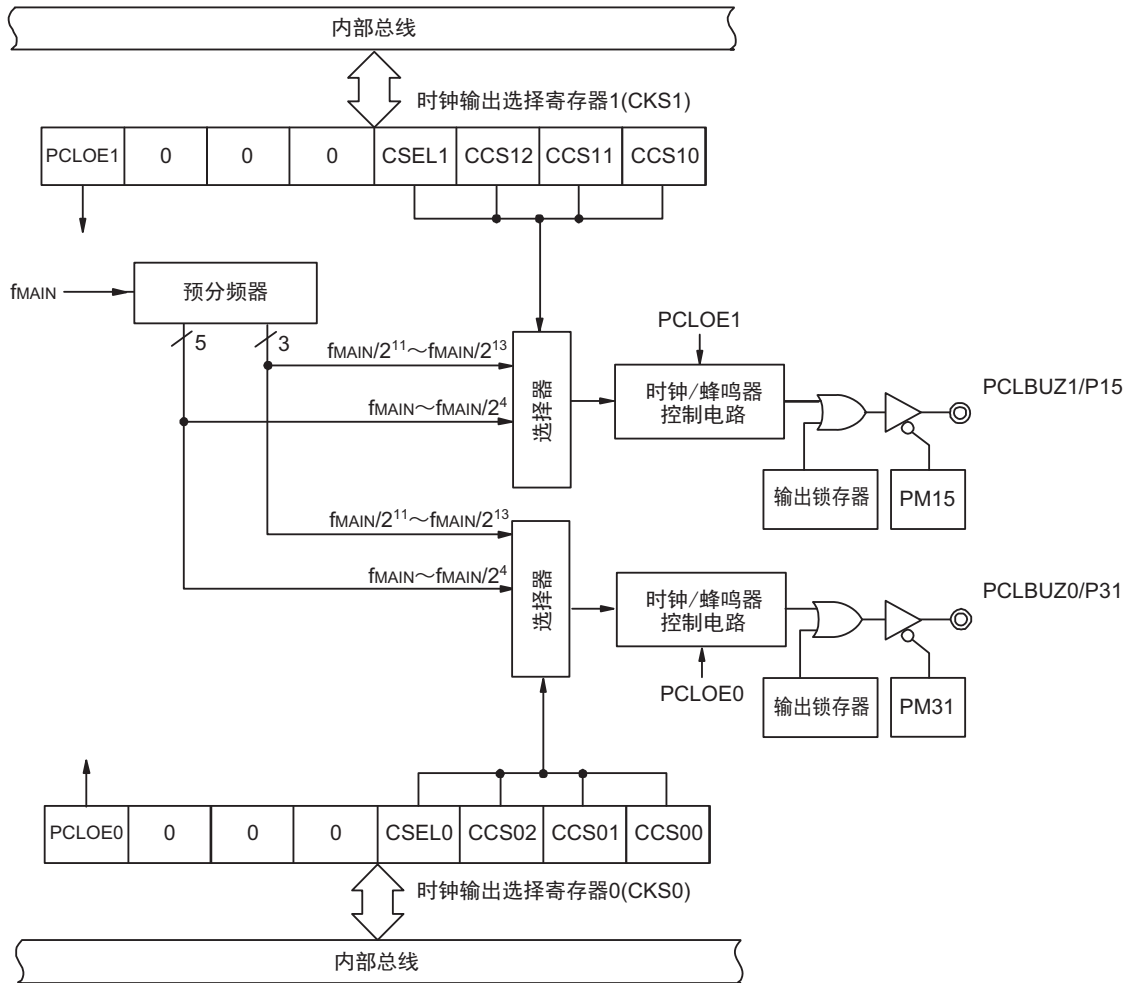 内部总线
时钟输出选择寄存器1(CKS1)
PCLOE1 0 0 0 CSEL1 CCS12 CCS11 CCS10
fMAIN
预分频器
5 3
PCLOE1
fMAIN/2¹¹～fMAIN/2¹³
fMAIN～fMAIN/2⁴
选择器
时钟/蜂鸣器
控制电路
PCLBUZ1/P15
输出锁存器
PM15
fMAIN/2¹¹～fMAIN/2¹³
fMAIN～fMAIN/2⁴
选择器
时钟/蜂鸣器
控制电路
PCLBUZ0/P31
PCLOE0
输出锁存器
PM31
PCLOE0 0 0 0 CSEL0 CCS02 CCS01 CCS00
时钟输出选择寄存器0(CKS0)
内部总线